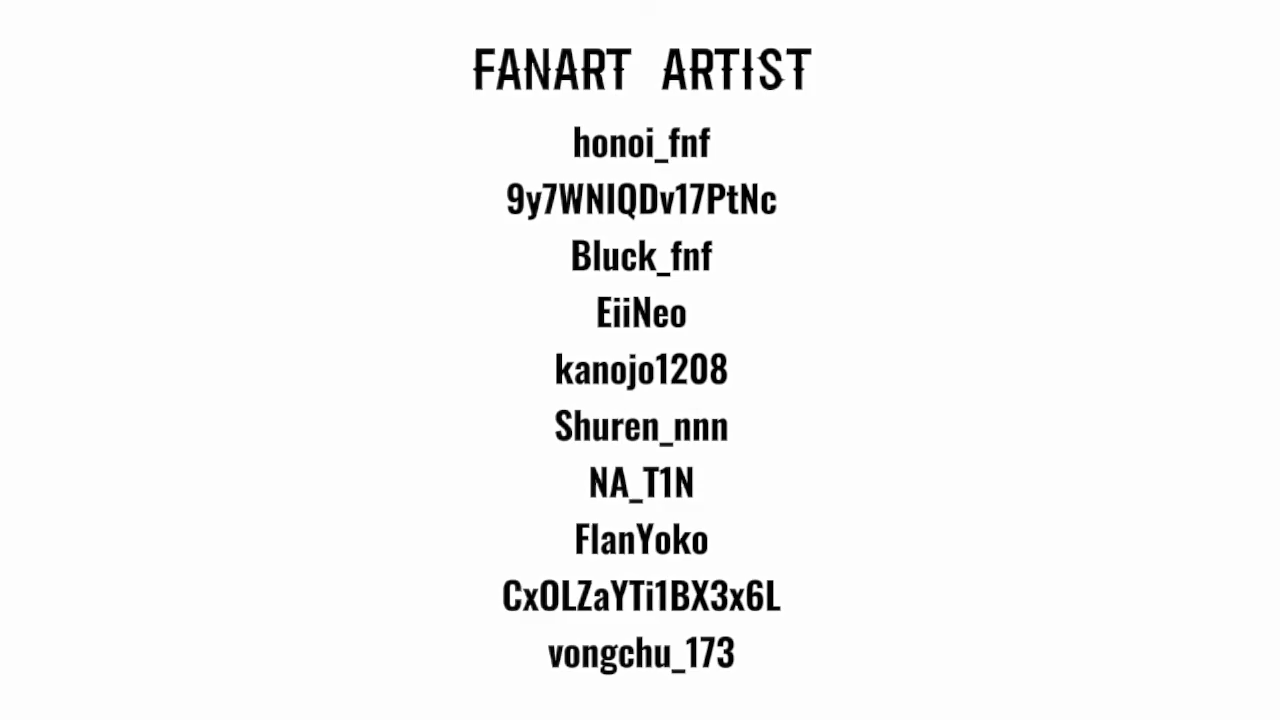 FANART ARTIST
honoi_fnf
9y7WNIQDv17PtNc
Bluck_fnf
EiiNeo
kanojo1208
Shuren_nnn
NA_T1N
FlanYoko
CxOLZaYTi1BX3x6L
vongchu_173